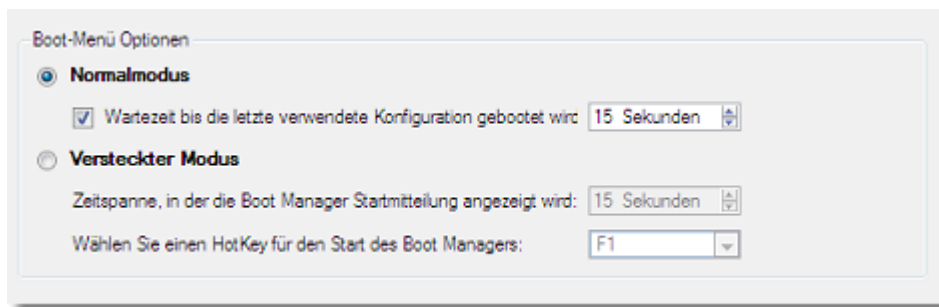 Boot-Menü Optionen
Normalmodus
Wartezeit bis die letzte verwendete Konfiguration gebootet wird 15 Sekunden
Versteckter Modus
Zeitspanne, in der die Boot Manager Startmitteilung angezeigt wird: 15 Sekunden
Wählen Sie einen HotKey für den Start des Boot Managers: F1